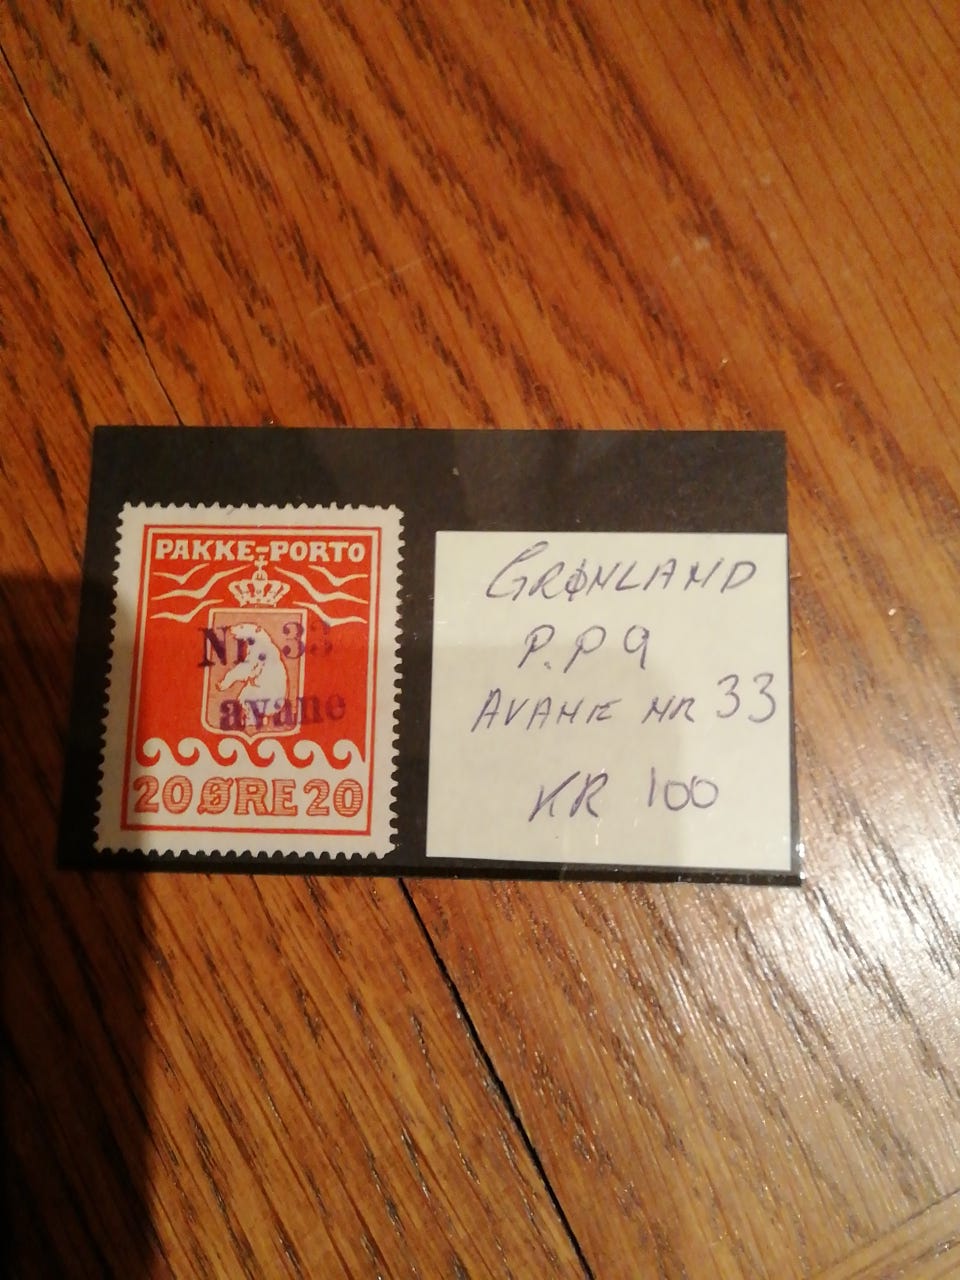 PAKKE-PORTO
Nr. 33
avane
20 ØRE 20
GRØNLAND
P.P 9
AVANE NR 33
KR 100